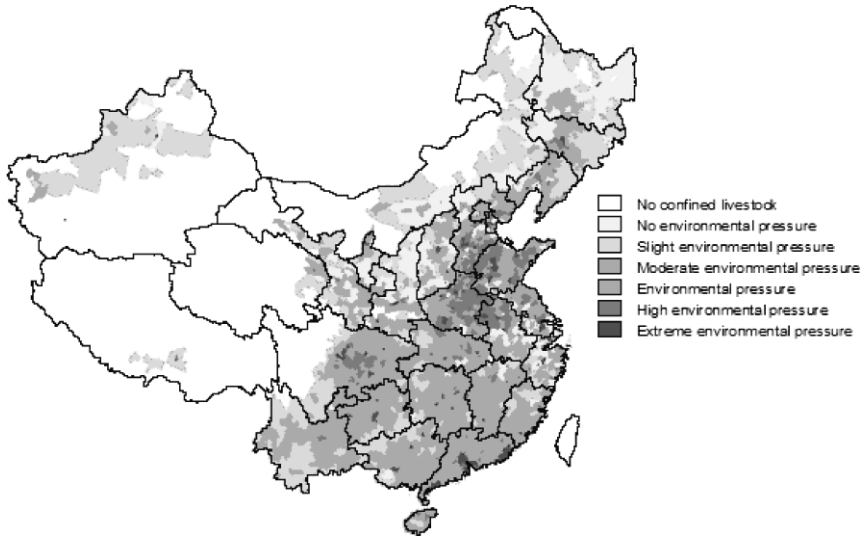 No confined livestock
No environmental pressure
Slight environmental pressure
Moderate environmental pressure
Environmental pressure
High environmental pressure
Extreme environmental pressure